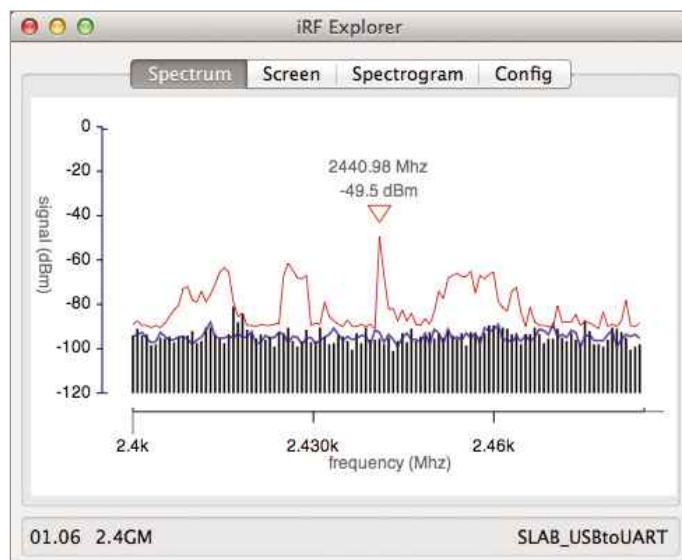 iRF Explorer
Spectrum Screen Spectrogram Config
0
-20
-40
-60
-80
-100
-120
signal (dBm)
2440.98 Mhz
-49.5 dBm
2.4k 2.430k 2.46k
frequency (Mhz)
01.06 2.4GM SLAB_USBtoUART